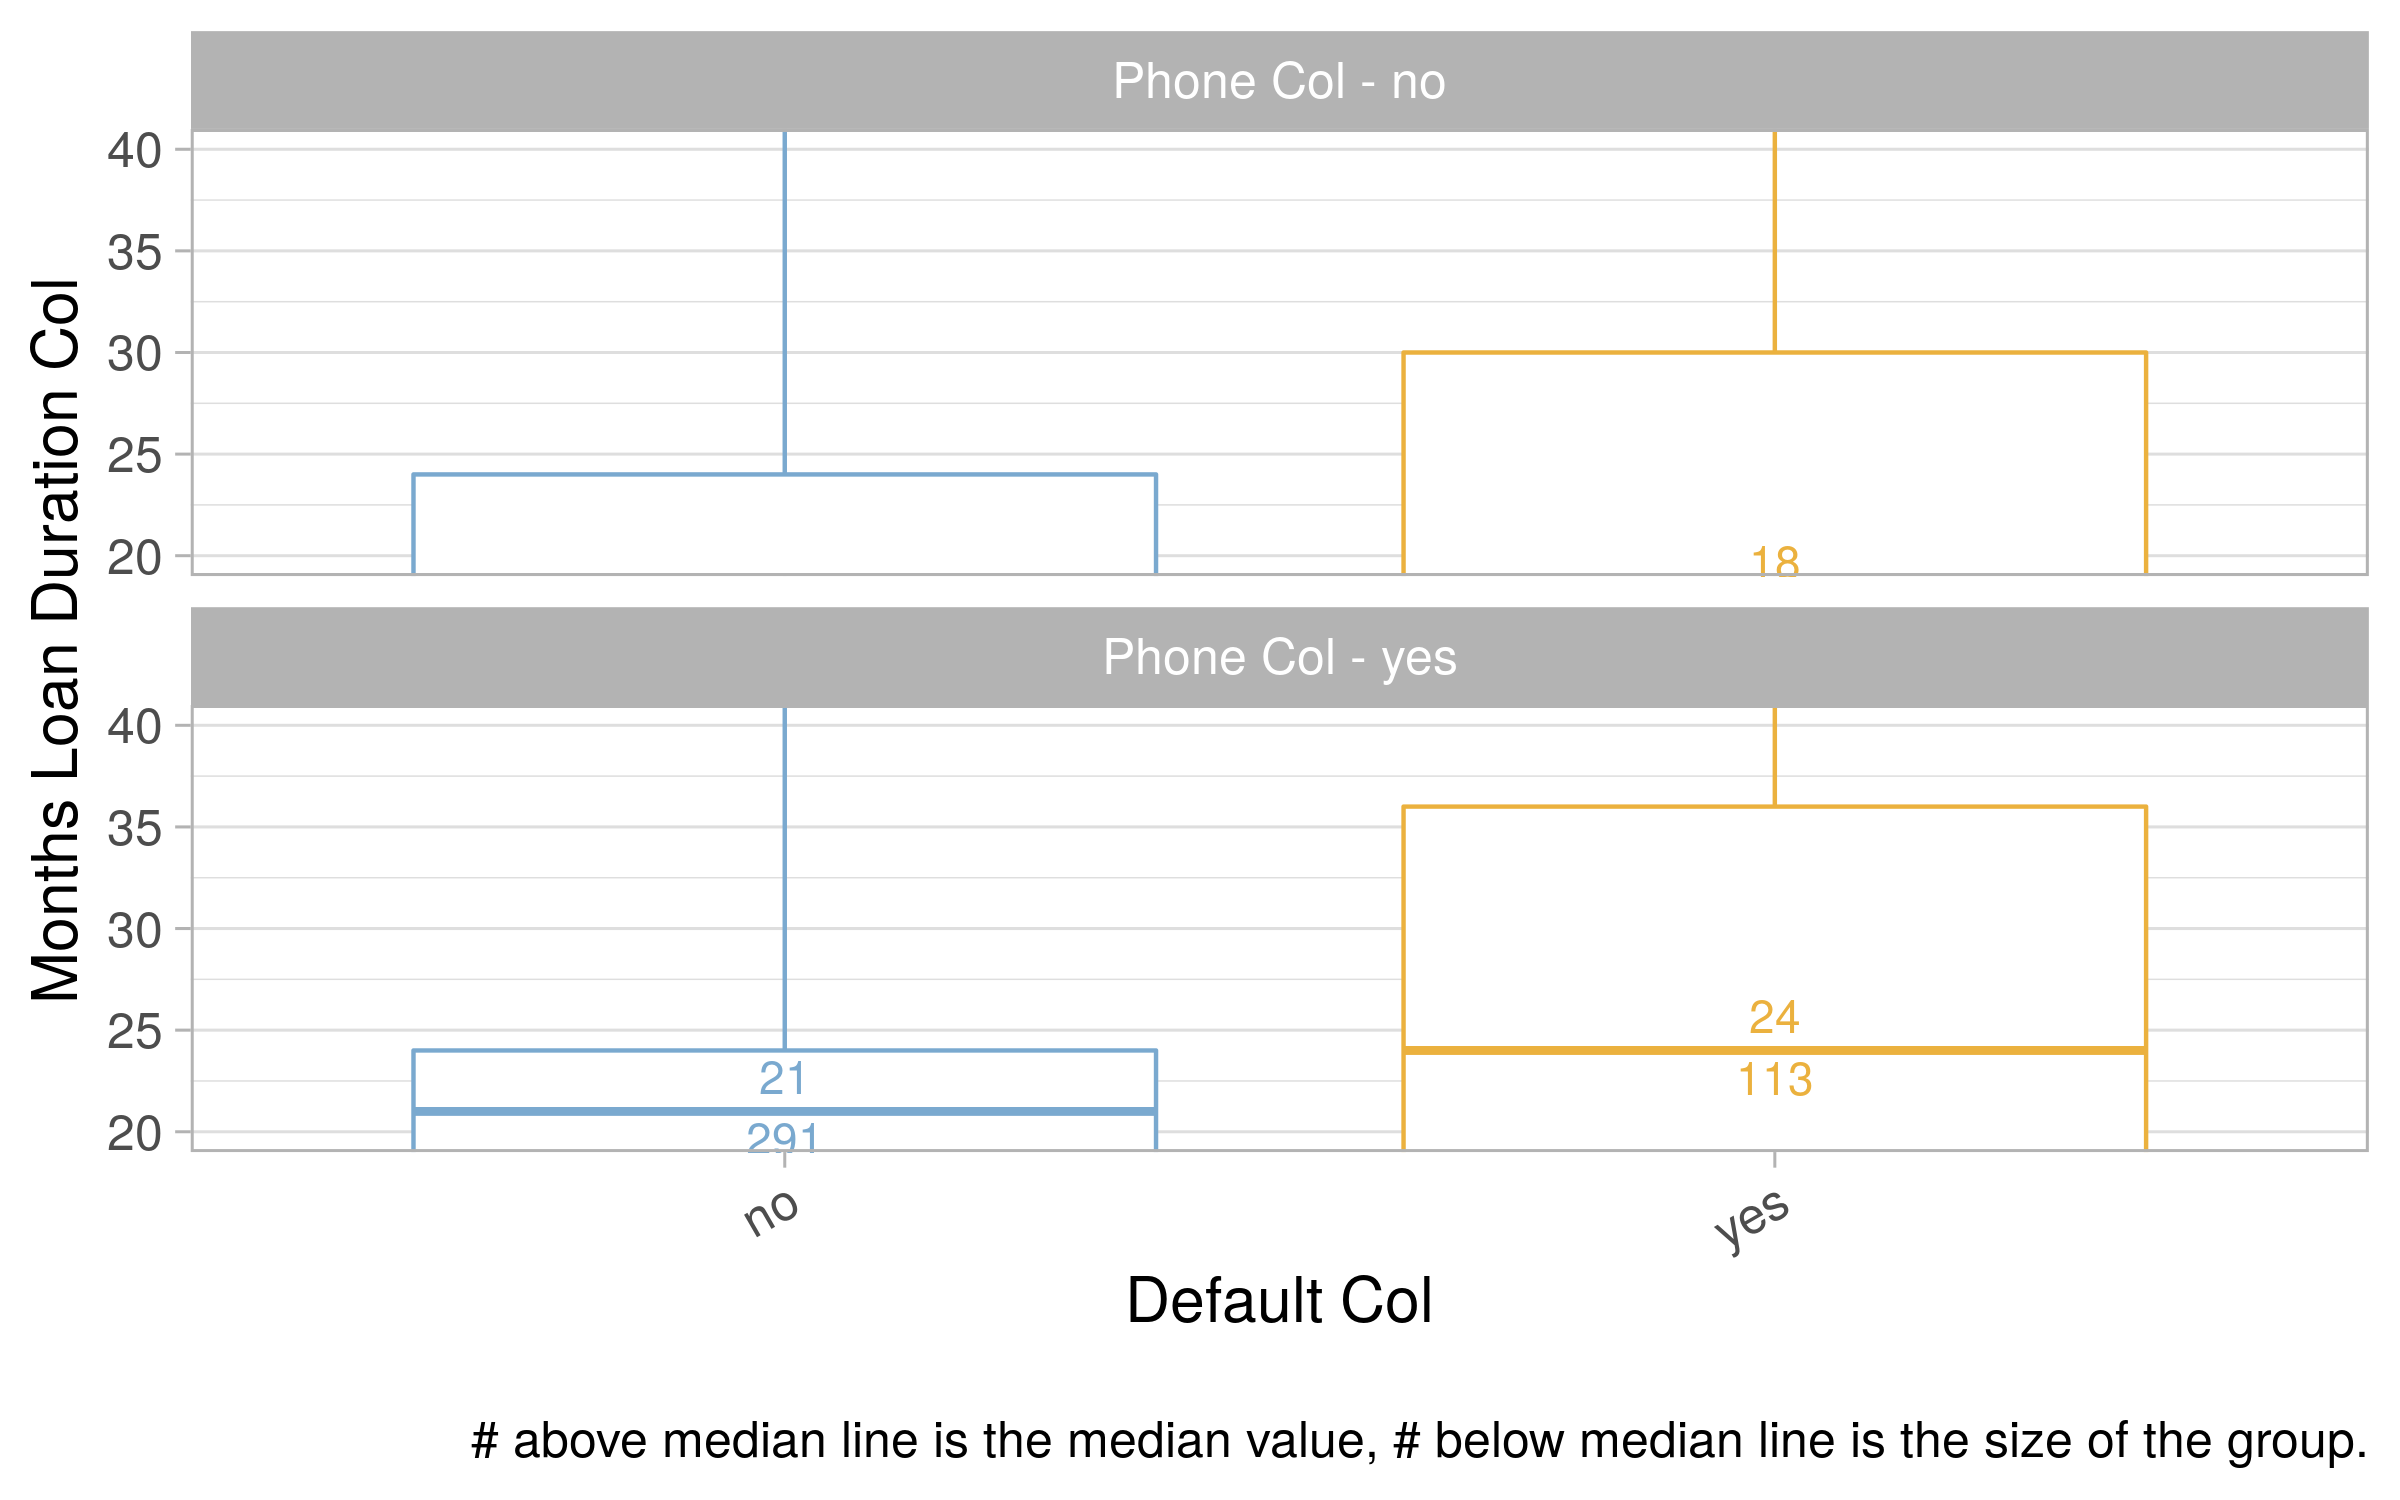 Phone Col - no
40
35
30
25
20
18
Phone Col - yes
40
35
30
25
20
24
21
113
291
no
yes
Months Loan Duration Col
Default Col
# above median line is the median value, # below median line is the size of the group.